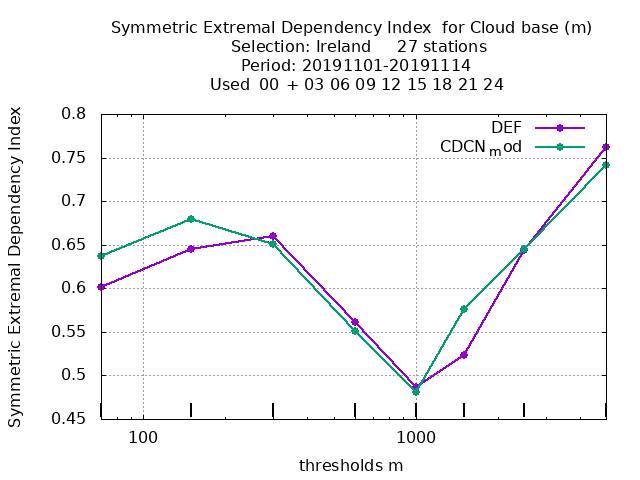 Symmetric Extremal Dependency Index  for Cloud base (m)
Selection: Ireland     27 stations
Period: 20191101-20191114
Used  00 + 03 06 09 12 15 18 21 24
Symmetric Extremal Dependency Index
0.8
0.75
0.7
0.65
0.6
0.55
0.5
0.45
DEF
CDCNmod
100
1000
thresholds m